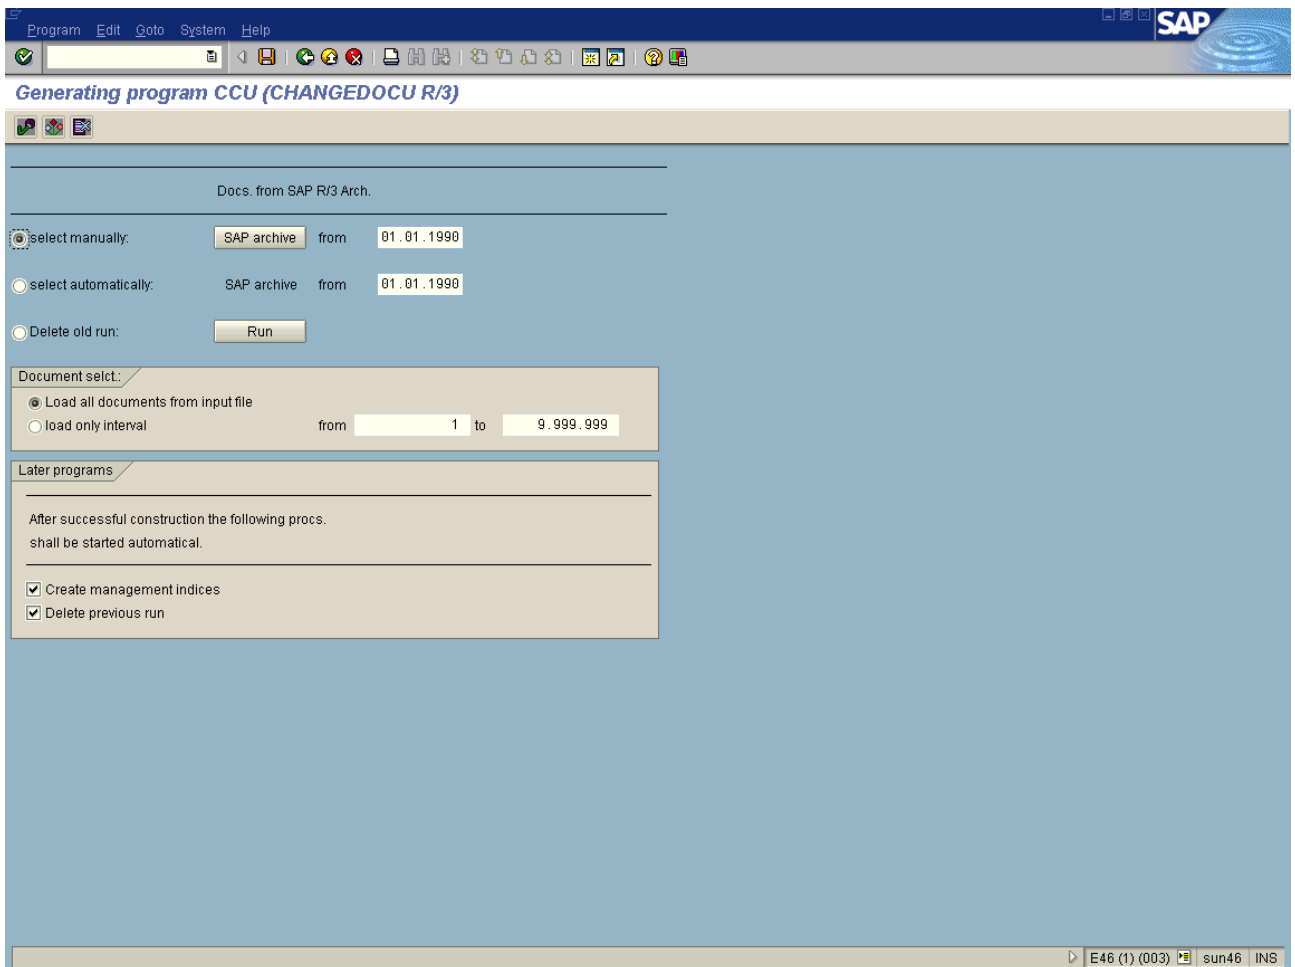 Program Edit Goto System Help
SAP
Generating program CCU (CHANGEDOCU R/3)
Docs. from SAP R/3 Arch.
select manually: SAP archive from 01.01.1990
select automatically: SAP archive from 01.01.1990
Delete old run: Run
Document selct.:
Load all documents from input file
load only interval from 1 to 9.999.999
Later programs
After successful construction the following procs.
shall be started automatical.
Create management indices
Delete previous run
E46 (1) (003) sun46 INS